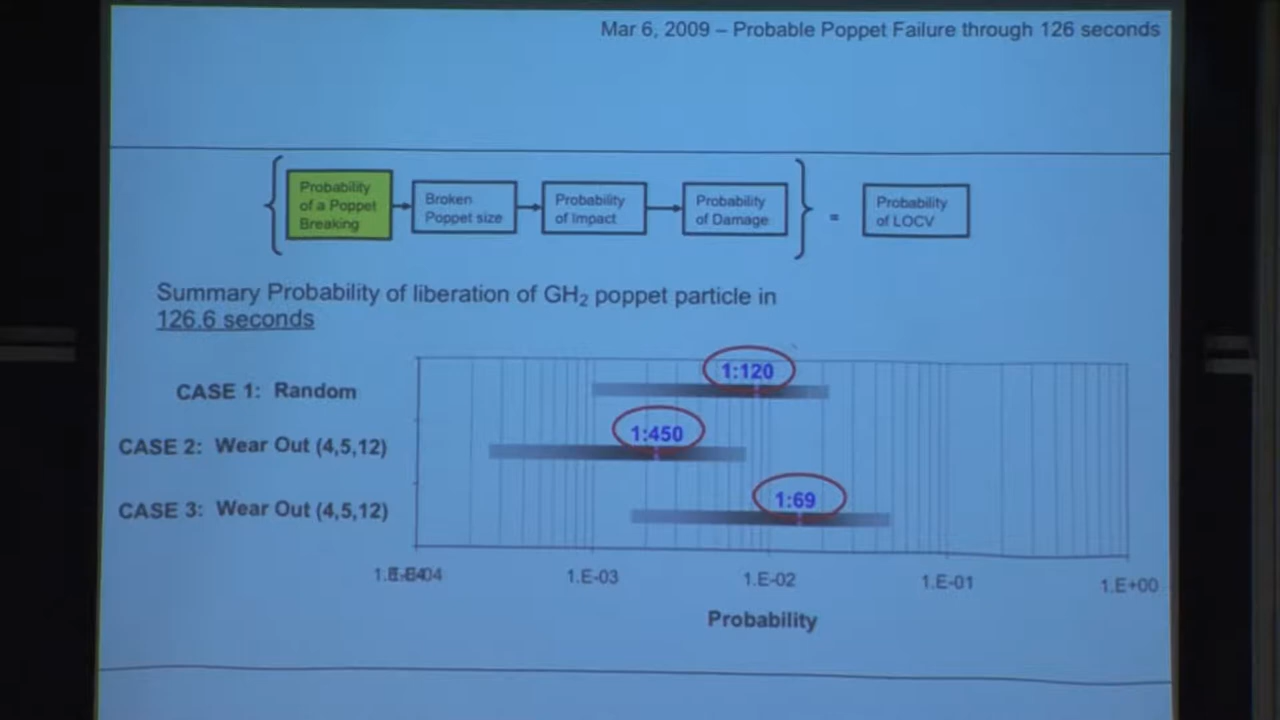 Mar 6, 2009 – Probable Poppet Failure through 126 seconds
Probability
of a Poppet
Breaking
Broken
Poppet size
Probability
of Impact
Probability
of Damage
=
Probability
of LOCV
Summary Probability of liberation of GH₂ poppet particle in
126.6 seconds
CASE 1: Random
1:120
CASE 2: Wear Out (4,5,12)
1:450
CASE 3: Wear Out (4,5,12)
1:69
1.E-03
1.E-02
1.E-01
1.E+00
Probability